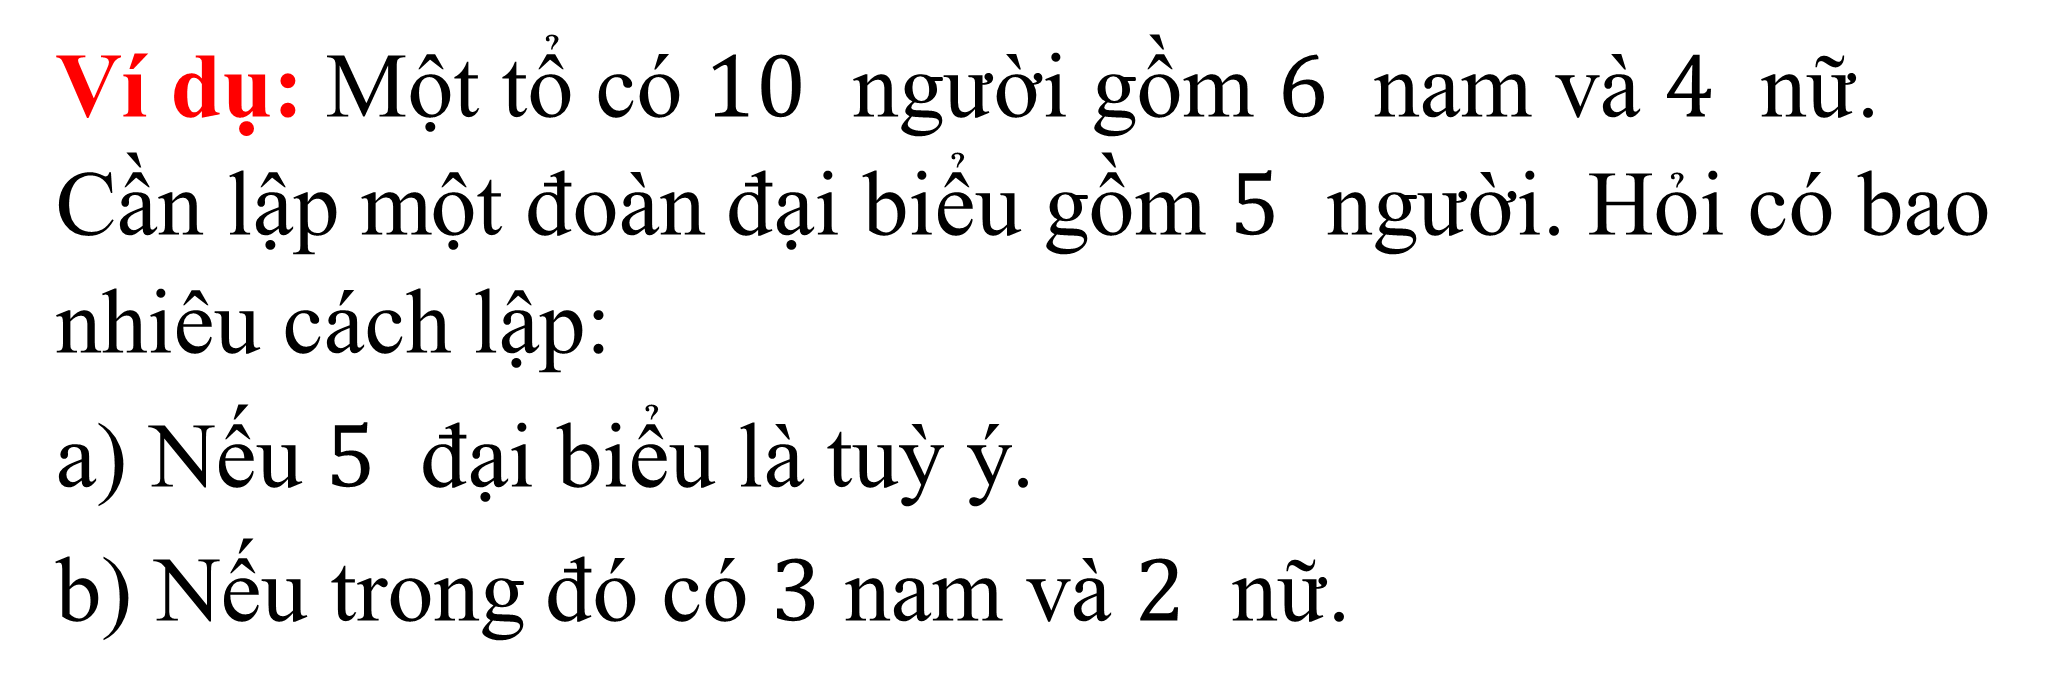 Ví dụ: Một tổ có 10 người gồm 6 nam và 4 nữ.
Cần lập một đoàn đại biểu gồm 5 người. Hỏi có bao
nhiêu cách lập:
a) Nếu 5 đại biểu là tuỳ ý.
b) Nếu trong đó có 3 nam và 2 nữ.